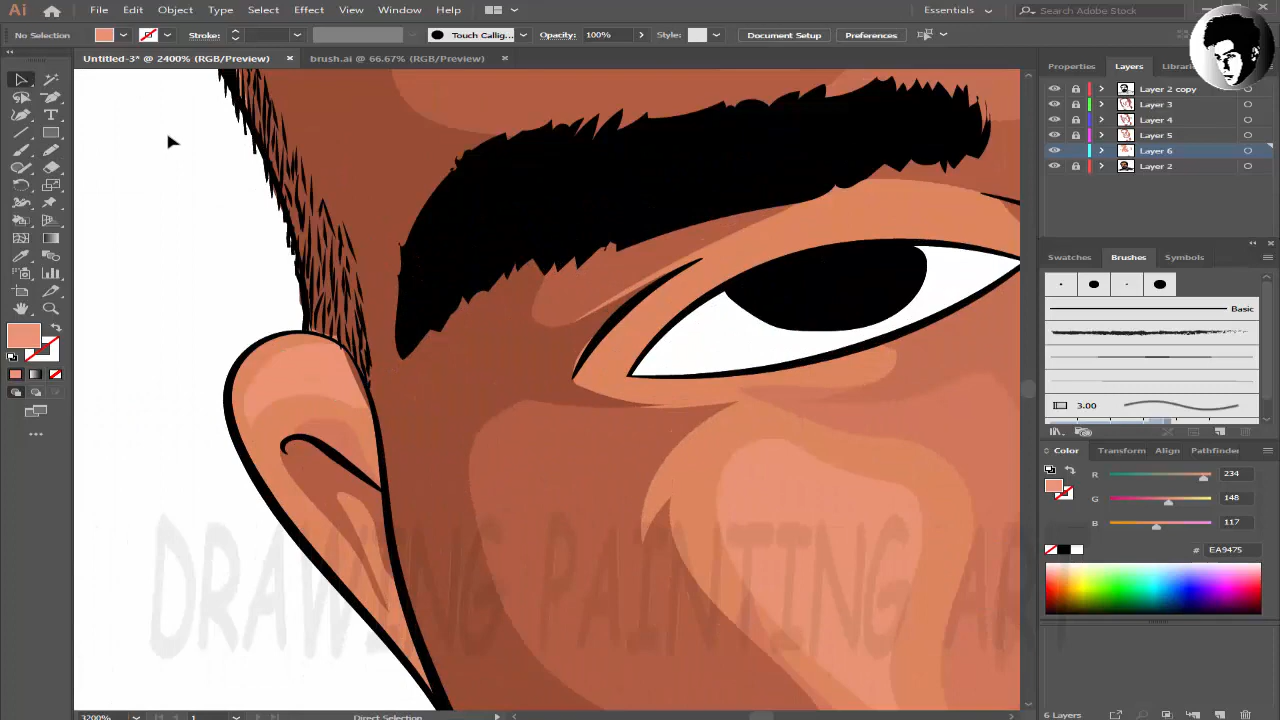 Ai File Edit Object Type Select Effect View Window Help Essentials Search Adobe Stock
No Selection Stroke: Touch Callig... Opacity: 100% Style: Document Setup Preferences
Untitled-3* @ 2400% (RGB/Preview) × brush.ai @ 66.67% (RGB/Preview) ×
Properties Layers Librari
Layer 2 copy
Layer 3
Layer 4
Layer 5
Layer 6
Layer 2
Swatches Brushes Symbols
Basic
3.00
Color Transform Align Pathfinder
R 234
G 148
B 117
# EA9475
DRAWING PAINTING ART
3200% 1 Direct Selection 6 Layers